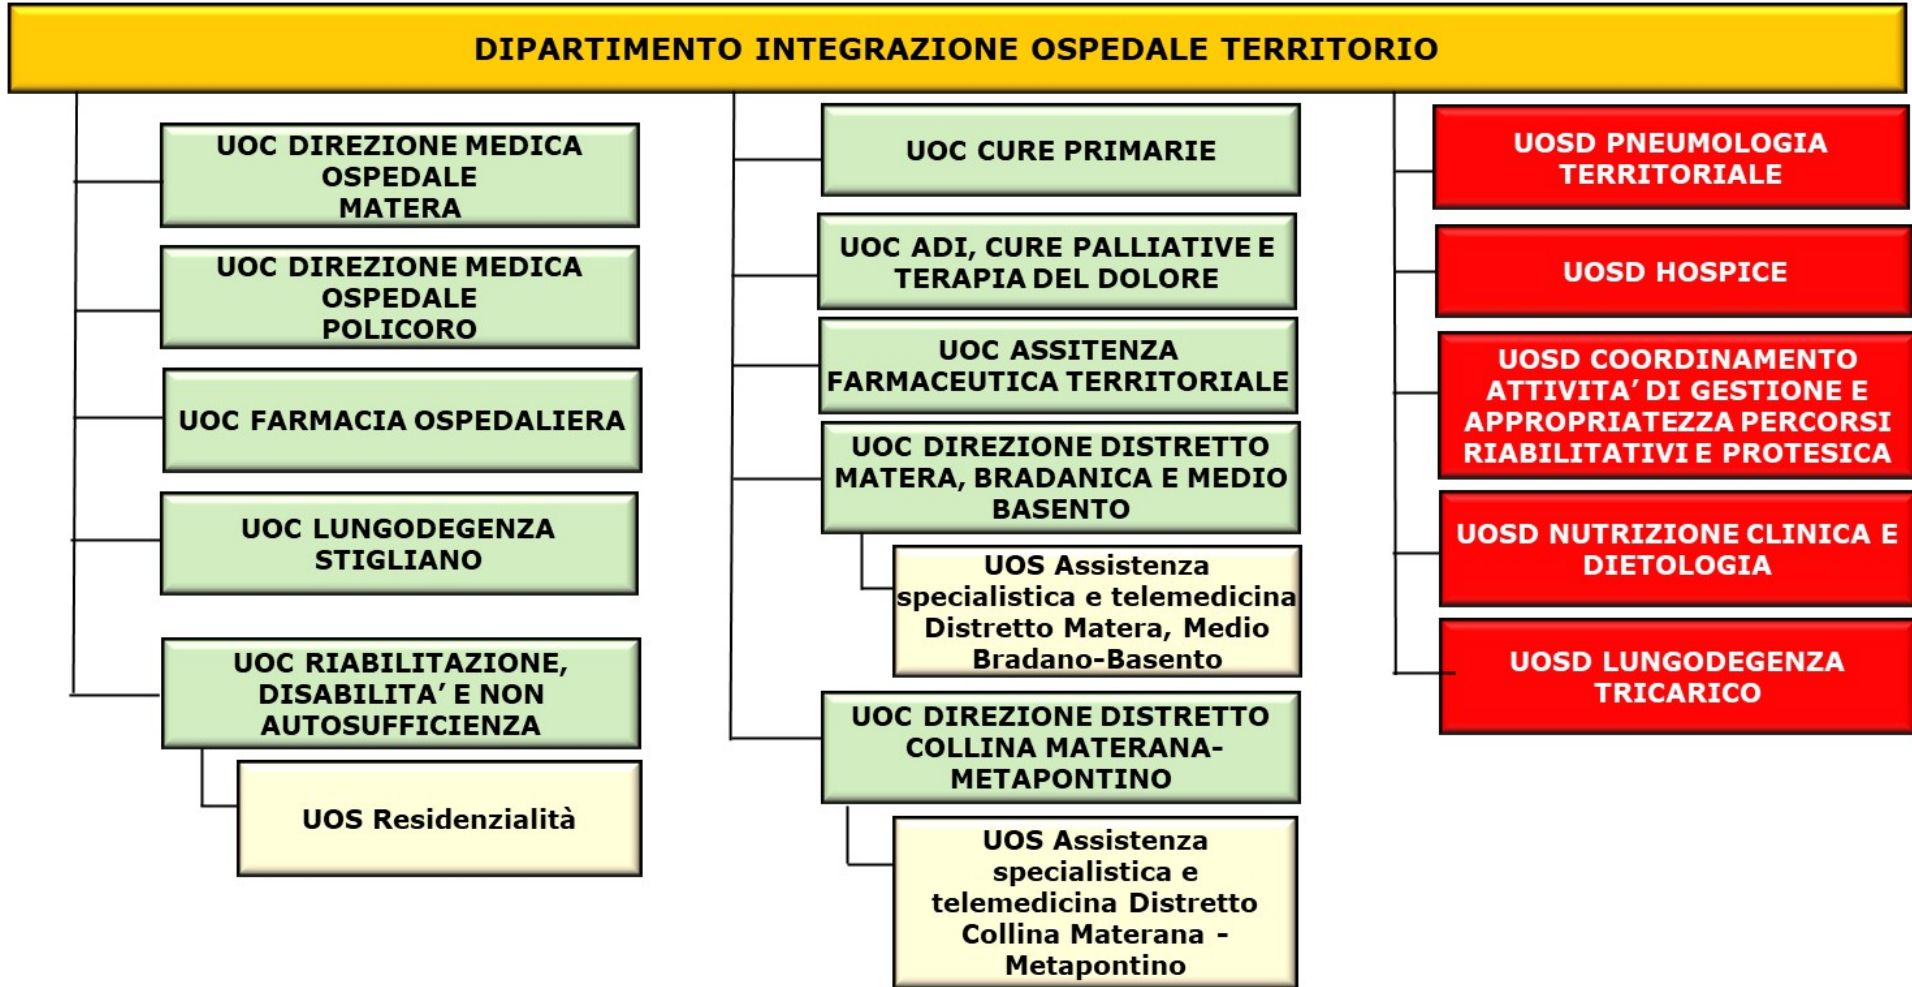 DIPARTIMENTO INTEGRAZIONE OSPEDALE TERRITORIO
UOC DIREZIONE MEDICA
OSPEDALE
MATERA
UOC DIREZIONE MEDICA
OSPEDALE
POLICORO
UOC FARMACIA OSPEDALIERA
UOC LUNGODEGENZA
STIGLIANO
UOC RIABILITAZIONE,
DISABILITA’ E NON
AUTOSUFFICIENZA
UOS Residenzialità
UOC CURE PRIMARIE
UOC ADI, CURE PALLIATIVE E
TERAPIA DEL DOLORE
UOC ASSITENZA
FARMACEUTICA TERRITORIALE
UOC DIREZIONE DISTRETTO
MATERA, BRADANICA E MEDIO
BASENTO
UOS Assistenza
specialistica e telemedicina
Distretto Matera, Medio
Bradano-Basento
UOC DIREZIONE DISTRETTO
COLLINA MATERANA-
METAPONTINO
UOS Assistenza
specialistica e
telemedicina Distretto
Collina Materana -
Metapontino
UOSD PNEUMOLOGIA
TERRITORIALE
UOSD HOSPICE
UOSD COORDINAMENTO
ATTIVITA’ DI GESTIONE E
APPROPRIATEZZA PERCORSI
RIABILITATIVI E PROTESICA
UOSD NUTRIZIONE CLINICA E
DIETOLOGIA
UOSD LUNGODEGENZA
TRICARICO